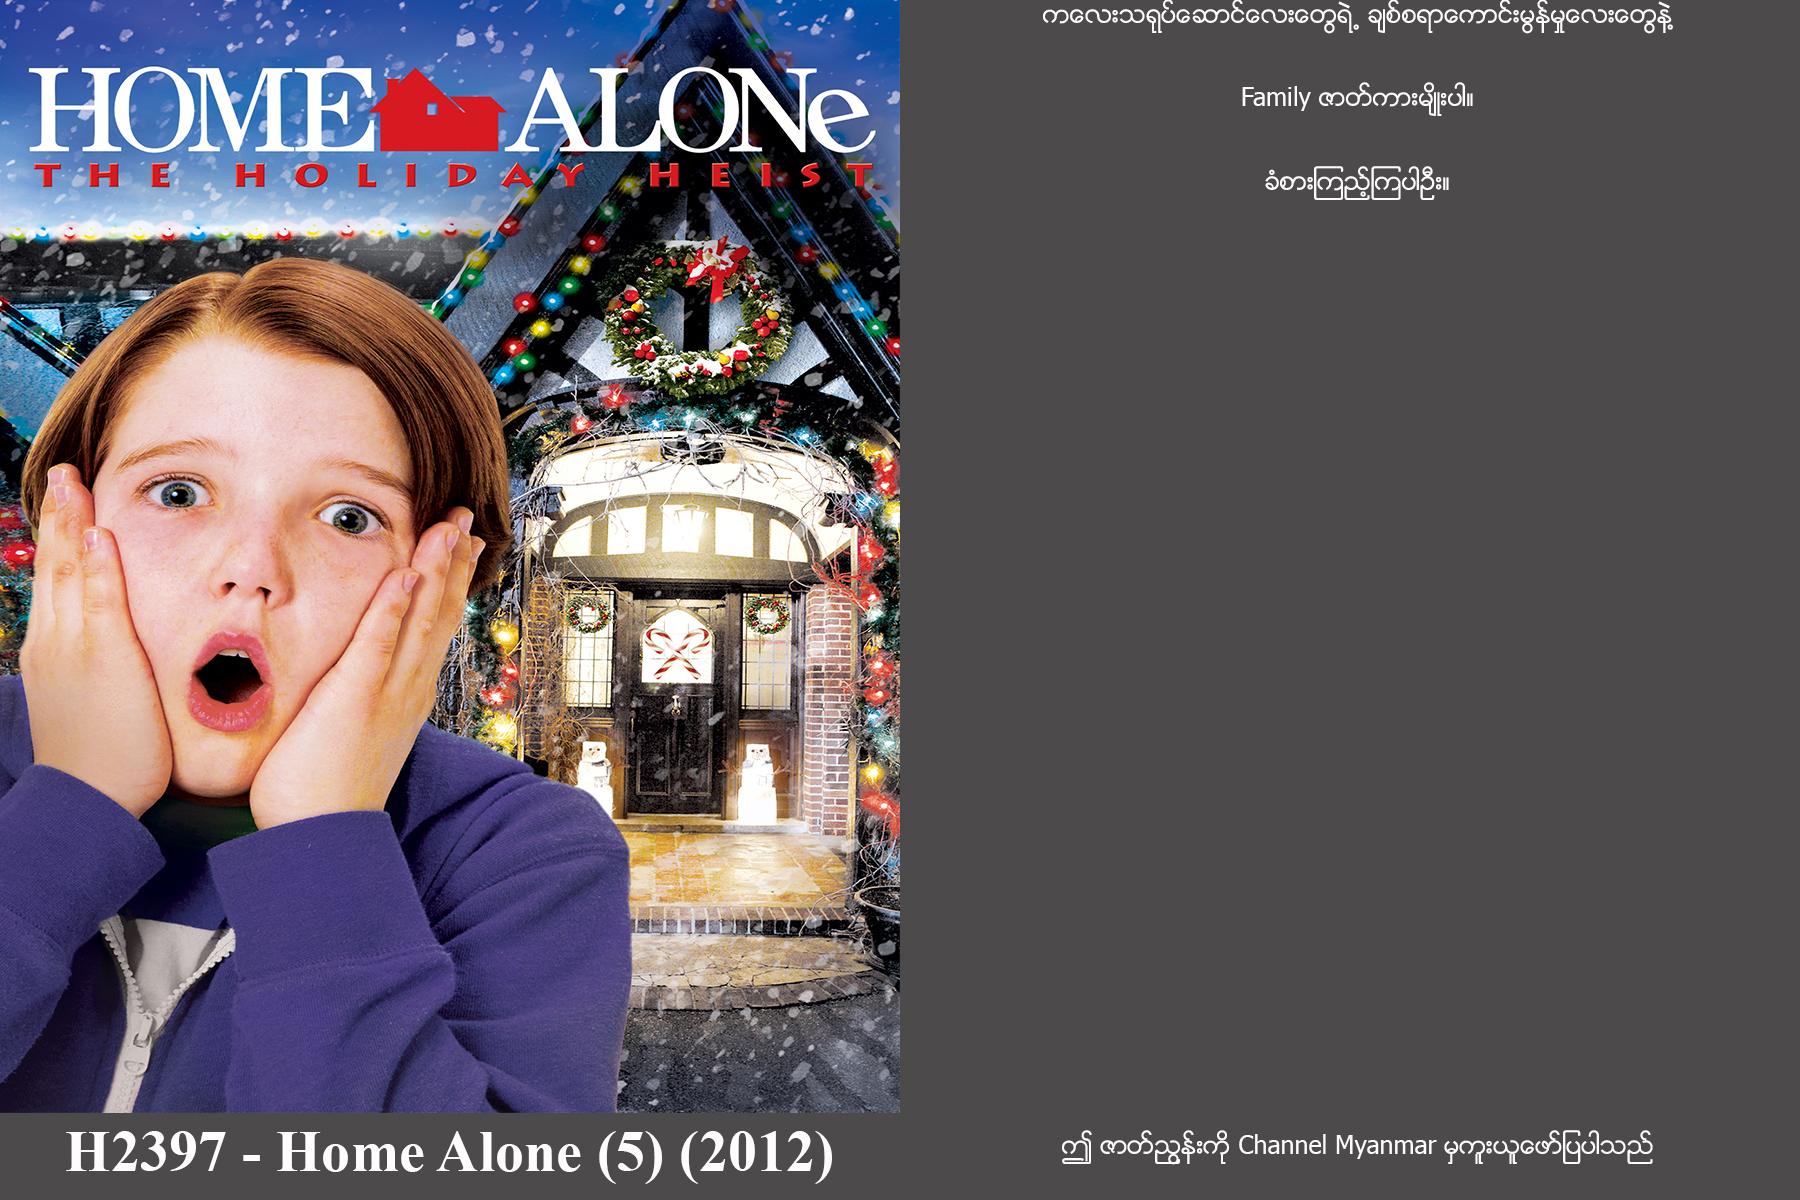 HOME ALONe
THE HOLIDAY HEIST
H2397 - Home Alone (5) (2012)
ကလေးသရုပ်ဆောင်လေးတွေရဲ့ ချစ်စရာကောင်းမွန်မှုလေးတွေနဲ့
Family ဇာတ်ကားမျိုးပါ။
ခံစားကြည့်ကြပါဦး။
ဤ ဇာတ်ညွှန်းကို Channel Myanmar မှကူးယူဖော်ပြပါသည်